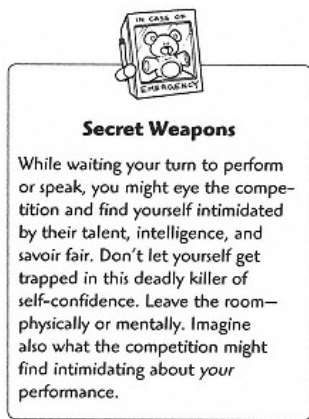 IN CASE OF
EMERGENCY
Secret Weapons
While waiting your turn to perform
or speak, you might eye the compe-
tition and find yourself intimidated
by their talent, intelligence, and
savoir fair. Don't let yourself get
trapped in this deadly killer of
self-confidence. Leave the room—
physically or mentally. Imagine
also what the competition might
find intimidating about your
performance.